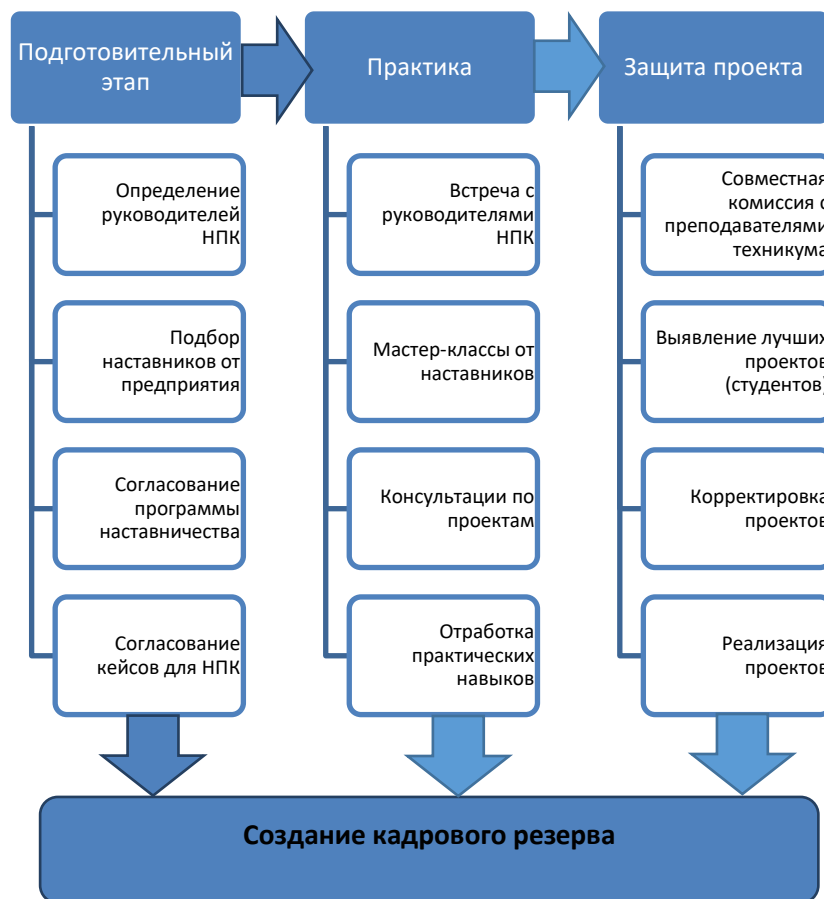 Подготовительный
этап
Практика
Защита проекта
Определение
руководителей
НПК
Подбор
наставников от
предприятия
Согласование
программы
наставничества
Согласование
кейсов для НПК
Встреча с
руководителями
НПК
Мастер-классы от
наставников
Консультации по
проектам
Отработка
практических
навыков
Совместная
комиссия с
преподавателями
техникума
Выявление лучших
проектов
(студентов)
Корректировка
проектов
Реализация
проектов
Создание кадрового резерва